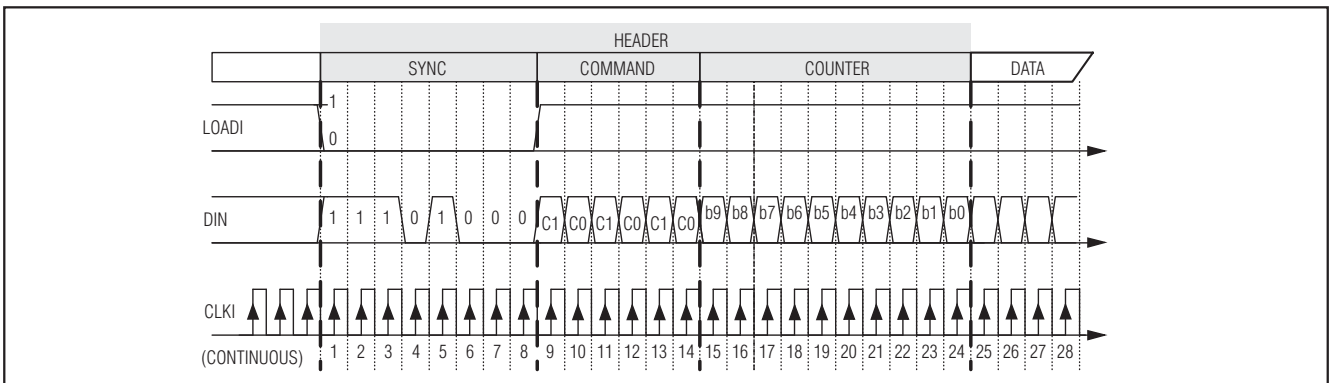 HEADER
SYNC COMMAND COUNTER DATA
1
LOADI
0
DIN 1 1 1 0 1 0 0 0 C1 C0 C1 C0 C1 C0 b9 b8 b7 b6 b5 b4 b3 b2 b1 b0
CLKI
(CONTINUOUS) 1 2 3 4 5 6 7 8 9 10 11 12 13 14 15 16 17 18 19 20 21 22 23 24 25 26 27 28